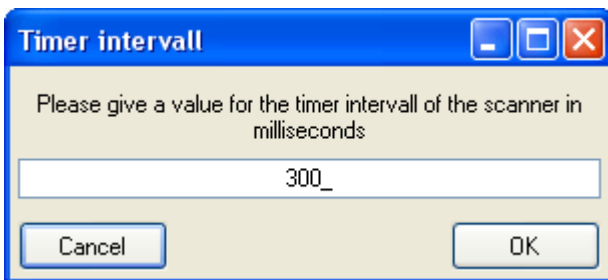 Timer intervall
Please give a value for the timer intervall of the scanner in
milliseconds
300_
Cancel OK